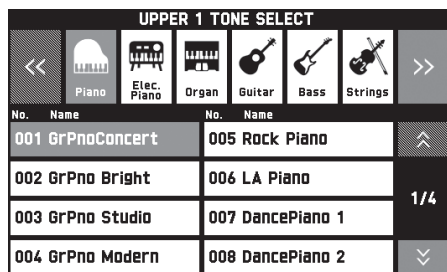 UPPER 1 TONE SELECT
Piano
Elec.
Piano
Organ
Guitar
Bass
Strings
No. Name
No. Name
001 GrPnoConcert
005 Rock Piano
002 GrPno Bright
006 LA Piano
1/4
003 GrPno Studio
007 DancePiano 1
004 GrPno Modern
008 DancePiano 2